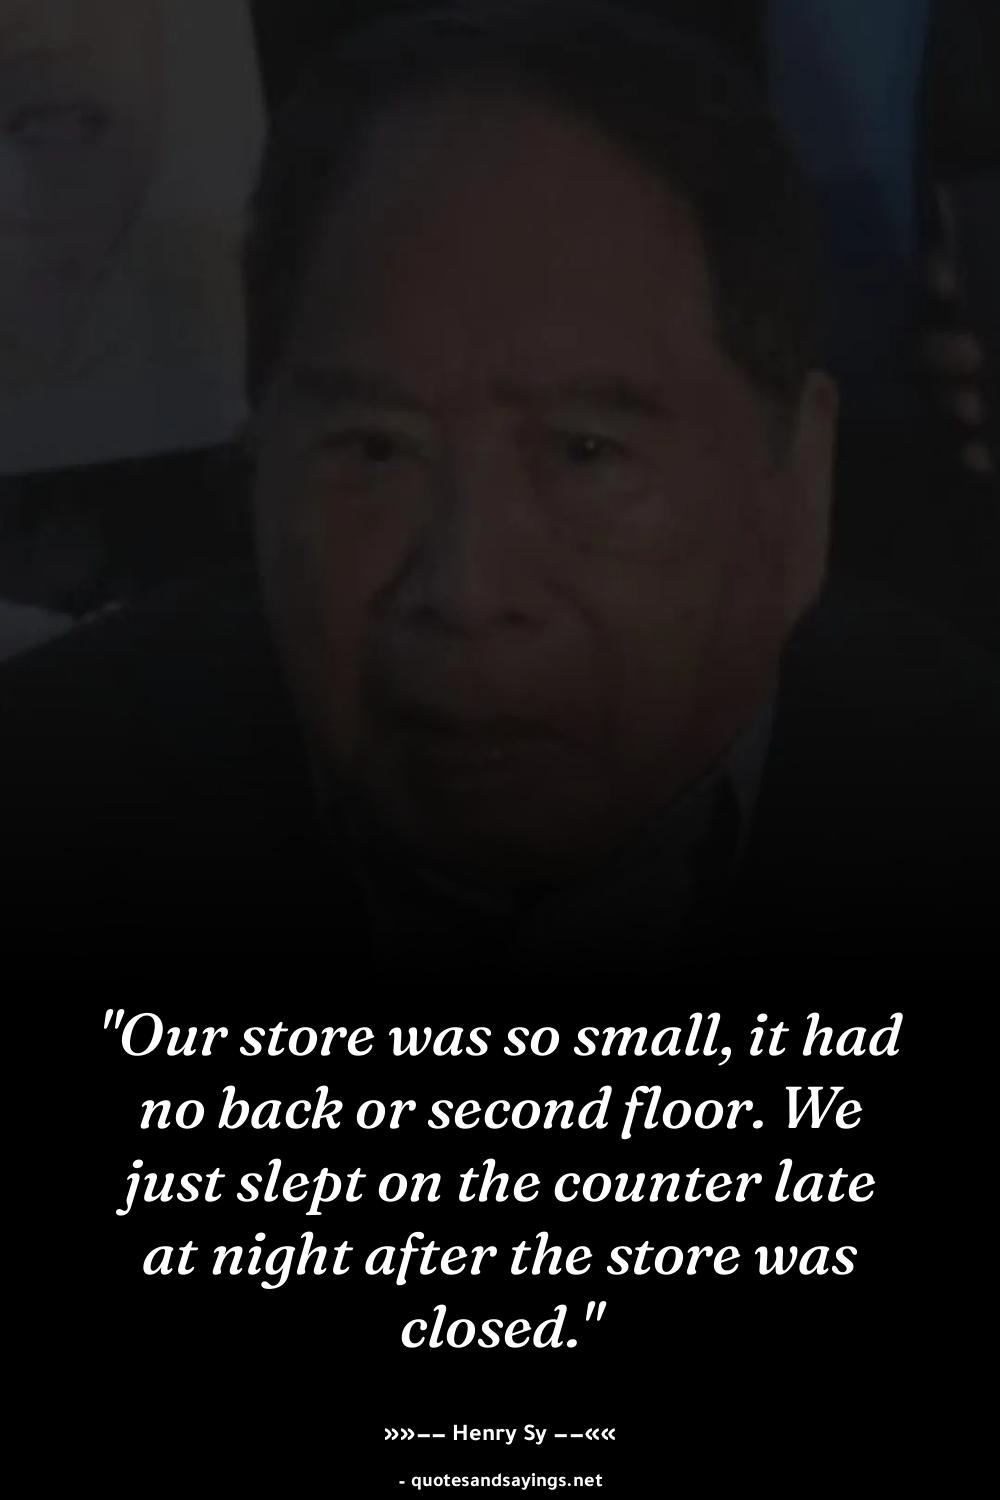 "Our store was so small, it had
no back or second floor. We
just slept on the counter late
at night after the store was
closed."
»»–– Henry Sy ––««
- quotesandsayings.net